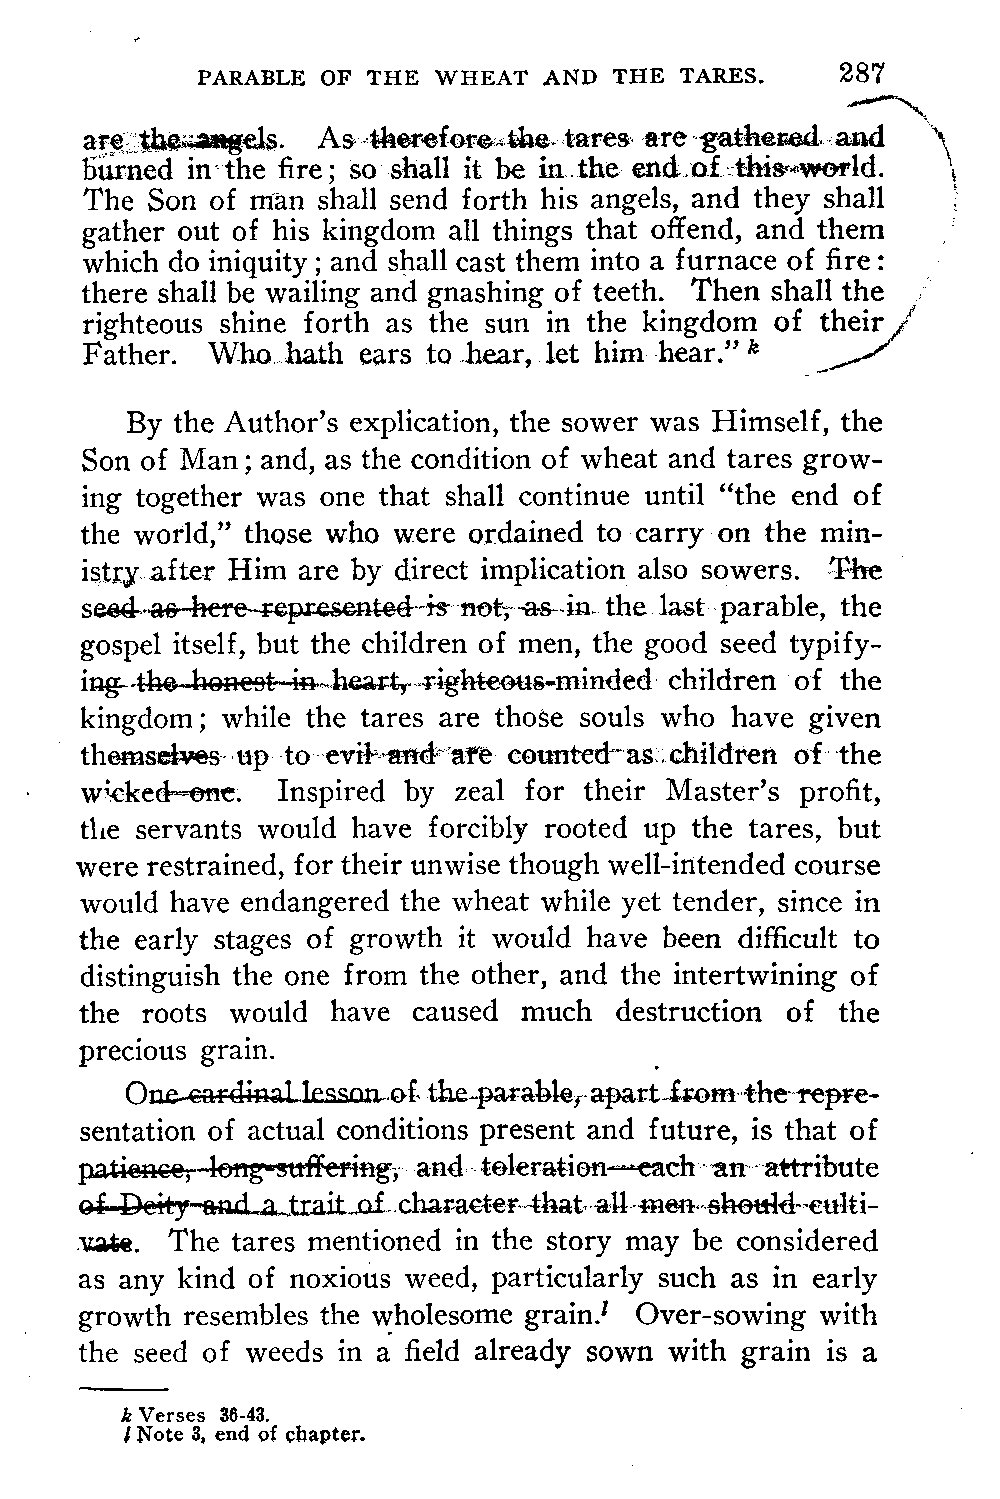 PARABLE OF THE WHEAT AND THE TARES. 287
are the angels. As therefore the tares are gathered and
burned in the fire; so shall it be in the end of this world.
The Son of man shall send forth his angels, and they shall
gather out of his kingdom all things that offend, and them
which do iniquity; and shall cast them into a furnace of fire:
there shall be wailing and gnashing of teeth. Then shall the
righteous shine forth as the sun in the kingdom of their
Father. Who hath ears to hear, let him hear." k
By the Author's explication, the sower was Himself, the
Son of Man; and, as the condition of wheat and tares grow-
ing together was one that shall continue until "the end of
the world," those who were ordained to carry on the min-
istry after Him are by direct implication also sowers. The
seed as here represented is not, as in the last parable, the
gospel itself, but the children of men, the good seed typify-
ing the honest in heart, righteous-minded children of the
kingdom; while the tares are those souls who have given
themselves up to evil and are counted as children of the
wicked one. Inspired by zeal for their Master's profit,
the servants would have forcibly rooted up the tares, but
were restrained, for their unwise though well-intended course
would have endangered the wheat while yet tender, since in
the early stages of growth it would have been difficult to
distinguish the one from the other, and the intertwining of
the roots would have caused much destruction of the
precious grain.
One cardinal lesson of the parable, apart from the repre-
sentation of actual conditions present and future, is that of
patience, long-suffering, and toleration—each an attribute
of Deity and a trait of character that all men should culti-
vate. The tares mentioned in the story may be considered
as any kind of noxious weed, particularly such as in early
growth resembles the wholesome grain.l Over-sowing with
the seed of weeds in a field already sown with grain is a
k Verses 36-43.
l Note 3, end of chapter.